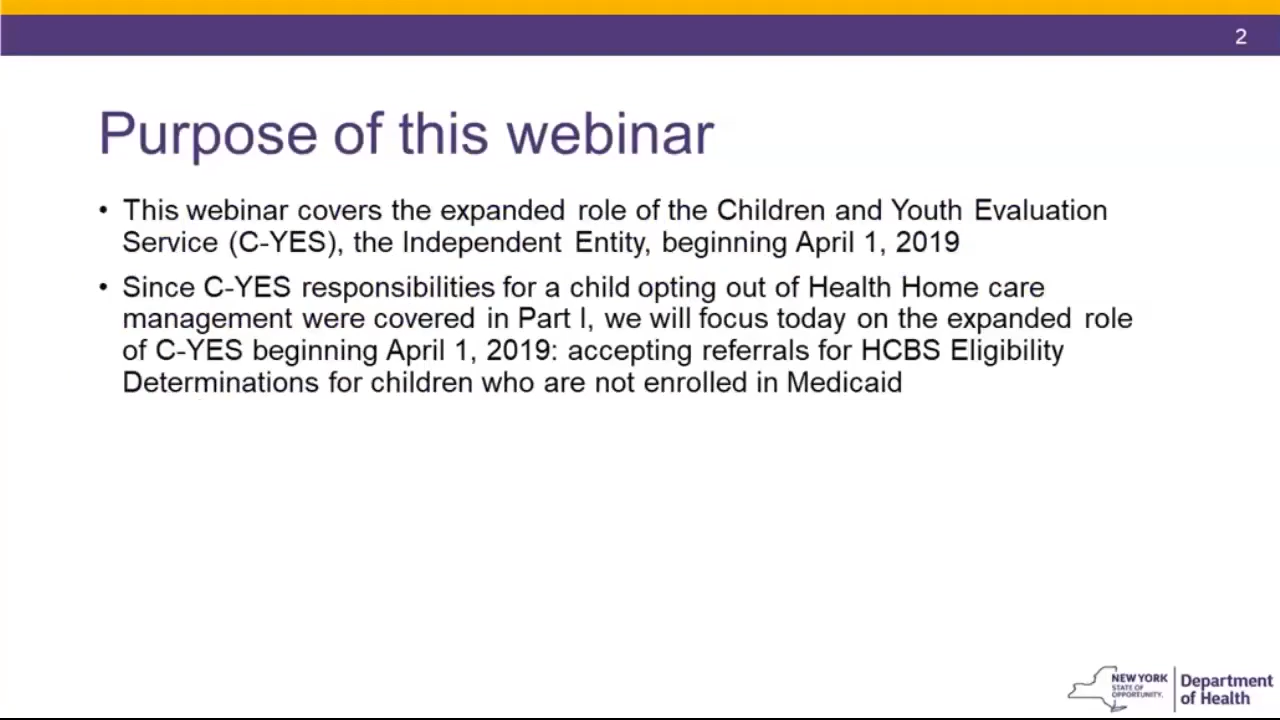 2
Purpose of this webinar
• This webinar covers the expanded role of the Children and Youth Evaluation
Service (C-YES), the Independent Entity, beginning April 1, 2019
• Since C-YES responsibilities for a child opting out of Health Home care
management were covered in Part I, we will focus today on the expanded role
of C-YES beginning April 1, 2019: accepting referrals for HCBS Eligibility
Determinations for children who are not enrolled in Medicaid
NEW YORK
STATE OF
OPPORTUNITY.
Department
of Health